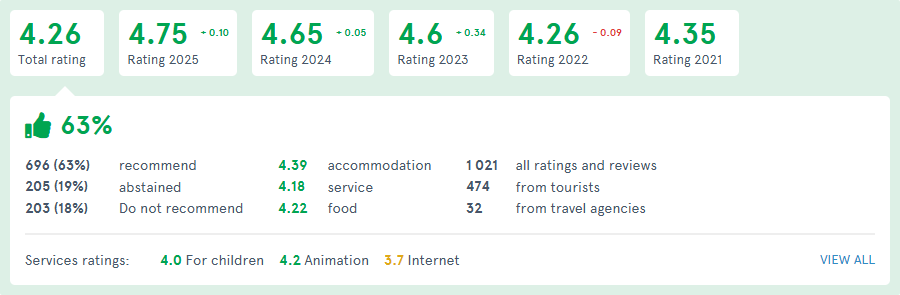 4.26 4.75 + 0.10 4.65 + 0.05 4.6 + 0.34 4.26 - 0.09 4.35
Total rating Rating 2025 Rating 2024 Rating 2023 Rating 2022 Rating 2021
63%
696 (63%) recommend 4.39 accommodation 1 021 all ratings and reviews
205 (19%) abstained 4.18 service 474 from tourists
203 (18%) Do not recommend 4.22 food 32 from travel agencies
Services ratings: 4.0 For children 4.2 Animation 3.7 Internet VIEW ALL